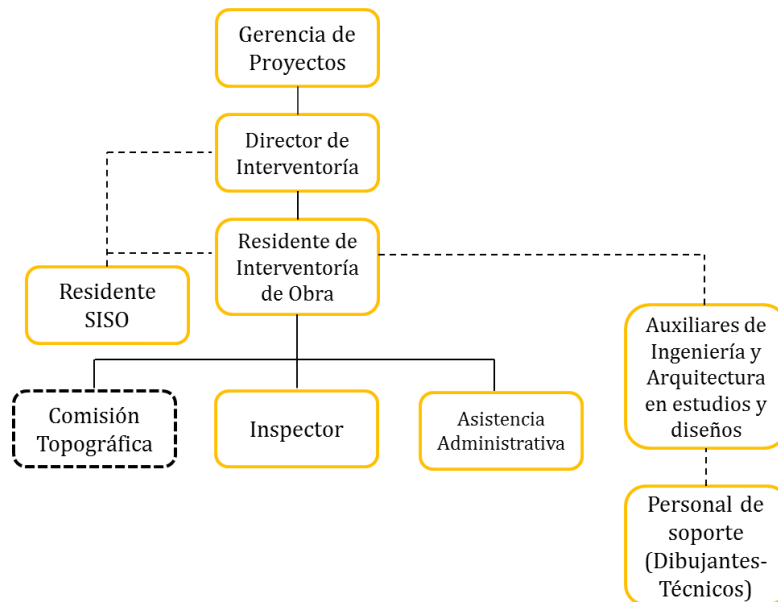 Gerencia de
Proyectos
Director de
Interventoría
Residente de
Interventoría
de Obra
Residente
SISO
Auxiliares de
Ingeniería y
Arquitectura
en estudios y
diseños
Comisión
Topográfica
Inspector
Asistencia
Administrativa
Personal de
soporte
(Dibujantes-
Técnicos)